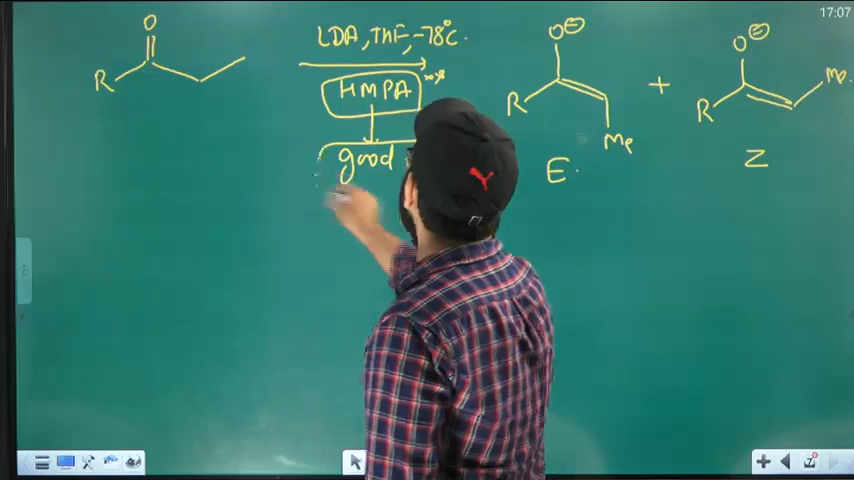 17:07
O
R
LDA, THF, -78°C.
HMPA
good
O⊖
R
Me
E.
+
O⊖
R
Me
Z